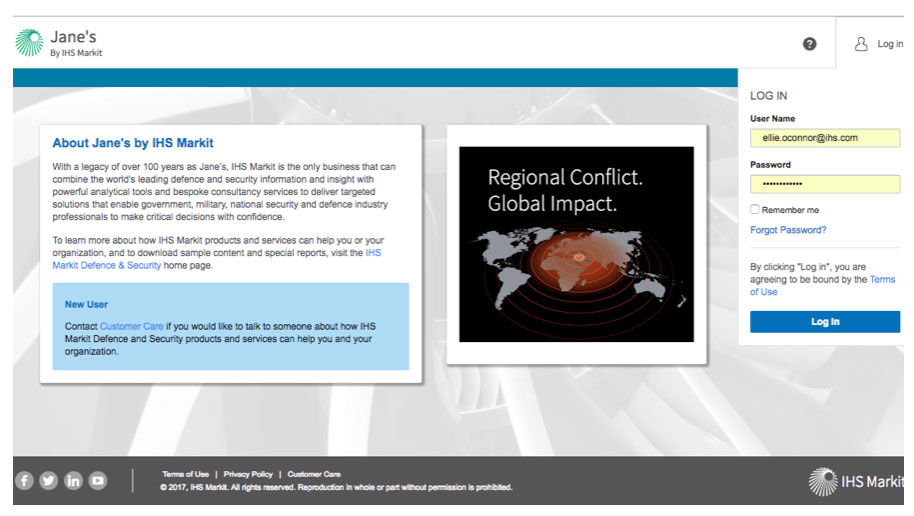 Jane's
By IHS Markit
?
Log in
LOG IN
User Name
ellie.oconnor@ihs.com
Password
••••••••••••
Remember me
Forgot Password?
By clicking "Log in", you are
agreeing to be bound by the Terms
of Use
Log In
About Jane's by IHS Markit
With a legacy of over 100 years as Jane's, IHS Markit is the only business that can
combine the world's leading defence and security information and insight with
powerful analytical tools and bespoke consultancy services to deliver targeted
solutions that enable government, military, national security and defence industry
professionals to make critical decisions with confidence.
To learn more about how IHS Markit products and services can help you or your
organization, and to download sample content and special reports, visit the IHS
Markit Defence & Security home page.
New User
Contact Customer Care if you would like to talk to someone about how IHS
Markit Defence and Security products and services can help you and your
organization.
Regional Conflict.
Global Impact.
Terms of Use | Privacy Policy | Customer Care
© 2017, IHS Markit. All rights reserved. Reproduction in whole or part without permission is prohibited.
IHS Markit